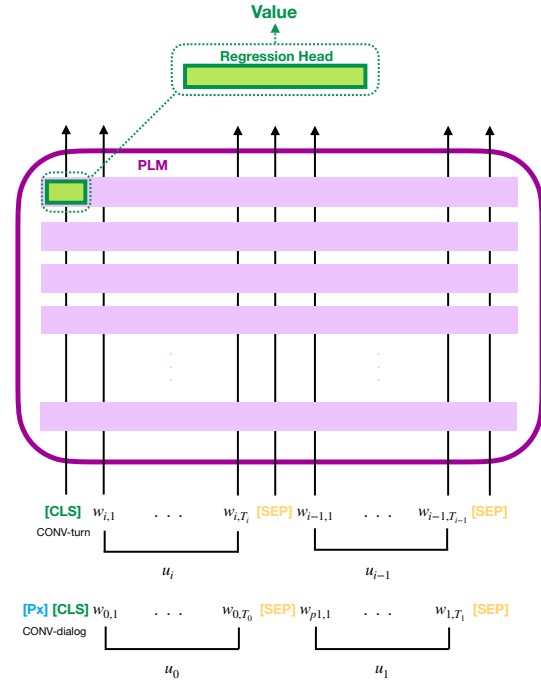 Value
Regression Head
PLM
. . . . . .
[CLS] w_{i,1} . . . w_{i,T_i} [SEP] w_{i-1,1} . . . w_{i-1,T_{i-1}} [SEP]
CONV-turn
u_i u_{i-1}
[Px] [CLS] w_{0,1} . . . w_{0,T_0} [SEP] w_{p1,1} . . . w_{1,T_1} [SEP]
CONV-dialog
u_0 u_1